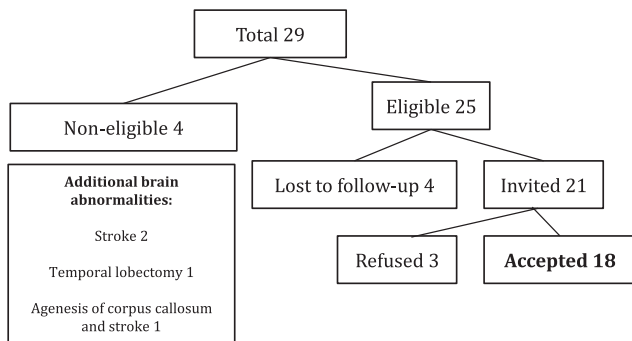 Total 29
Non-eligible 4
Eligible 25
Additional brain
abnormalities:
Stroke 2
Temporal lobectomy 1
Agenesis of corpus callosum
and stroke 1
Lost to follow-up 4
Invited 21
Refused 3
Accepted 18